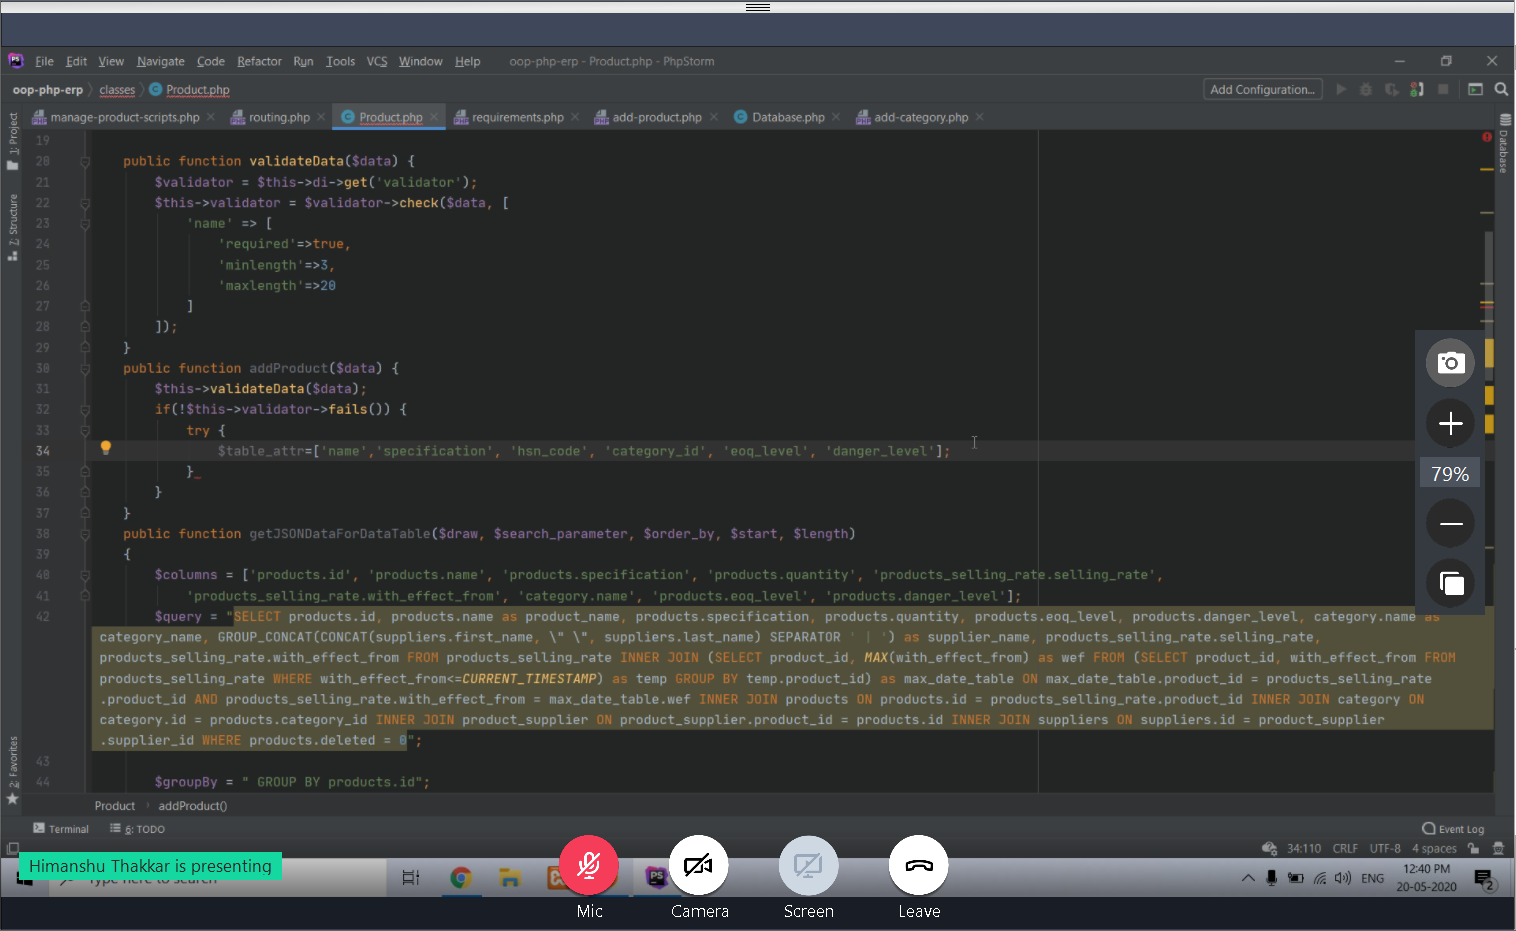 File Edit View Navigate Code Refactor Run Tools VCS Window Help oop-php-erp - Product.php - PhpStorm
oop-php-erp classes Product.php Add Configuration...
manage-product-scripts.php routing.php Product.php requirements.php add-product.php Database.php add-category.php
1: Project
7: Structure
2: Favorites
Database
19
20 public function validateData($data) {
21 $validator = $this->di->get('validator');
22 $this->validator = $validator->check($data, [
23 'name' => [
24 'required'=>true,
25 'minlength'=>3,
26 'maxlength'=>20
27 ]
28 ]);
29 }
30 public function addProduct($data) {
31 $this->validateData($data);
32 if(!$this->validator->fails()) {
33 try {
34 $table_attr=['name','specification', 'hsn_code', 'category_id', 'eoq_level', 'danger_level'];
35 }
36 }
37 }
38 public function getJSONDataForDataTable($draw, $search_parameter, $order_by, $start, $length)
39 {
40 $columns = ['products.id', 'products.name', 'products.specification', 'products.quantity', 'products_selling_rate.selling_rate',
41 'products_selling_rate.with_effect_from', 'category.name', 'products.eoq_level', 'products.danger_level'];
42 $query = "SELECT products.id, products.name as product_name, products.specification, products.quantity, products.eoq_level, products.danger_level, category.name as
category_name, GROUP_CONCAT(CONCAT(suppliers.first_name, \" \", suppliers.last_name) SEPARATOR ' | ') as supplier_name, products_selling_rate.selling_rate,
products_selling_rate.with_effect_from FROM products_selling_rate INNER JOIN (SELECT product_id, MAX(with_effect_from) as wef FROM (SELECT product_id, with_effect_from FROM
products_selling_rate WHERE with_effect_from<=CURRENT_TIMESTAMP) as temp GROUP BY temp.product_id) as max_date_table ON max_date_table.product_id = products_selling_rate
.product_id AND products_selling_rate.with_effect_from = max_date_table.wef INNER JOIN products ON products.id = products_selling_rate.product_id INNER JOIN category ON
category.id = products.category_id INNER JOIN product_supplier ON product_supplier.product_id = products.id INNER JOIN suppliers ON suppliers.id = product_supplier
.supplier_id WHERE products.deleted = 0";
43
44 $groupBy = " GROUP BY products.id";
79%
Product addProduct()
Terminal 6: TODO Event Log
34:110 CRLF UTF-8 4 spaces
Himanshu Thakkar is presenting
Type here to search
ENG
12:40 PM
20-05-2020
2
Mic Camera Screen Leave